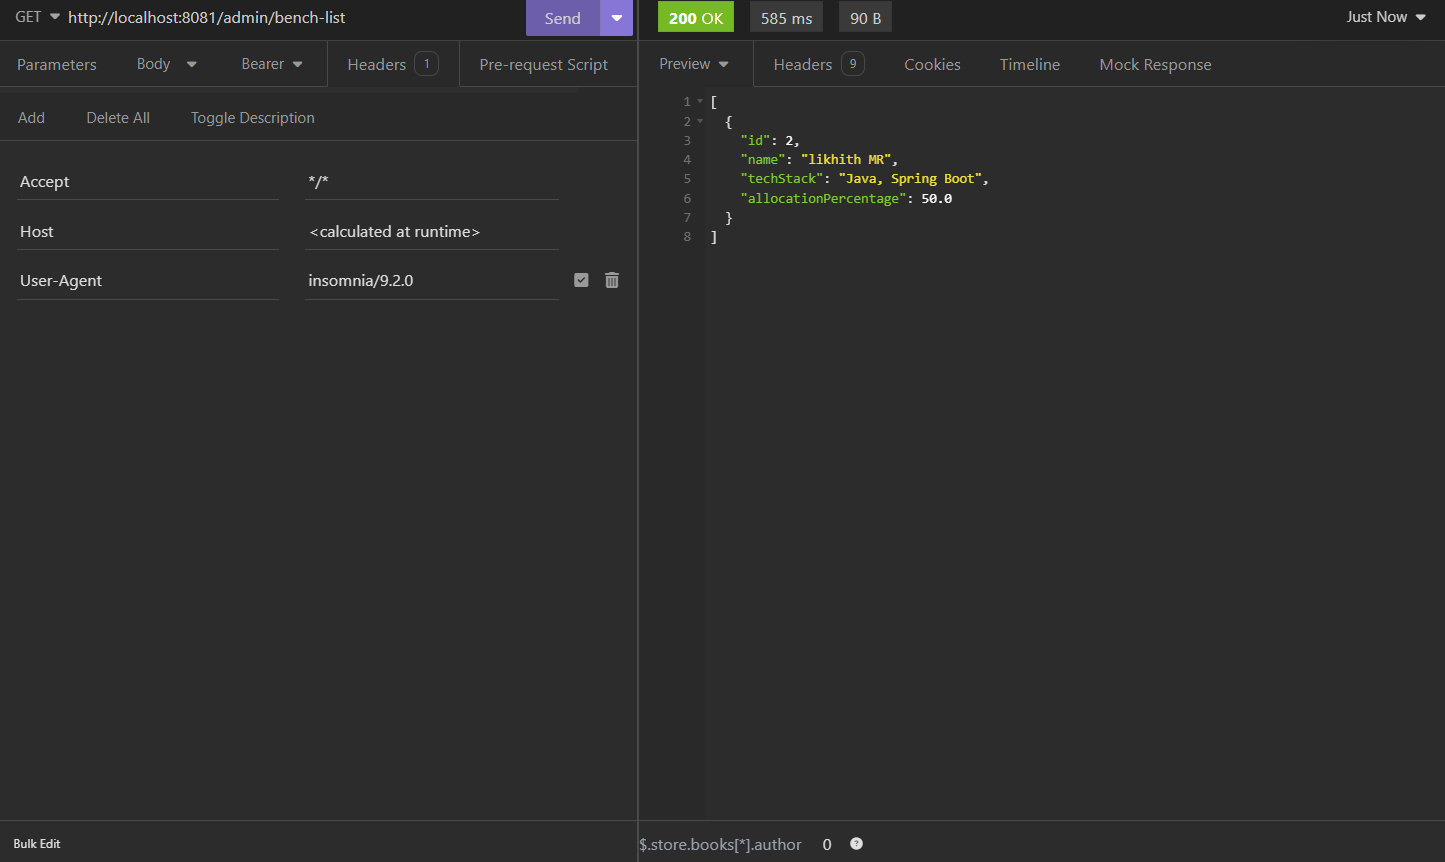 GET http://localhost:8081/admin/bench-list Send
200 OK 585 ms 90 B Just Now
Parameters Body Bearer Headers 1 Pre-request Script
Preview Headers 9 Cookies Timeline Mock Response
Add Delete All Toggle Description
Accept */*
Host <calculated at runtime>
User-Agent insomnia/9.2.0
1 [
2 {
3 "id": 2,
4 "name": "likhith MR",
5 "techStack": "Java, Spring Boot",
6 "allocationPercentage": 50.0
7 }
8 ]
Bulk Edit
$.store.books[*].author 0 ?